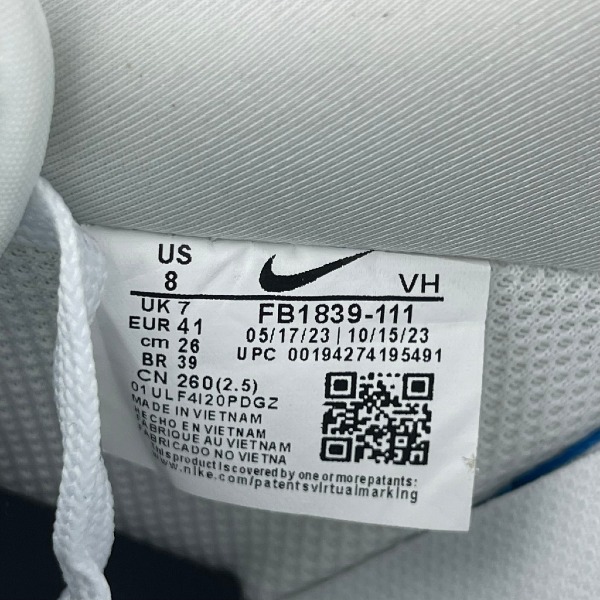 US
8
VH
UK 7
EUR 41
cm 26
BR 39
CN 260(2.5)
FB1839-111
05/17/23 | 10/15/23
UPC 00194274195491
01 ULF4I20PDGZ
MADE IN VIETNAM
HECHO EN VIETNAM
FABRIQUE AU VIETNAM
FABRICADO NO VIETNA
This product is covered by one or more patents:
www.nike.com/patentsvirtualmarking